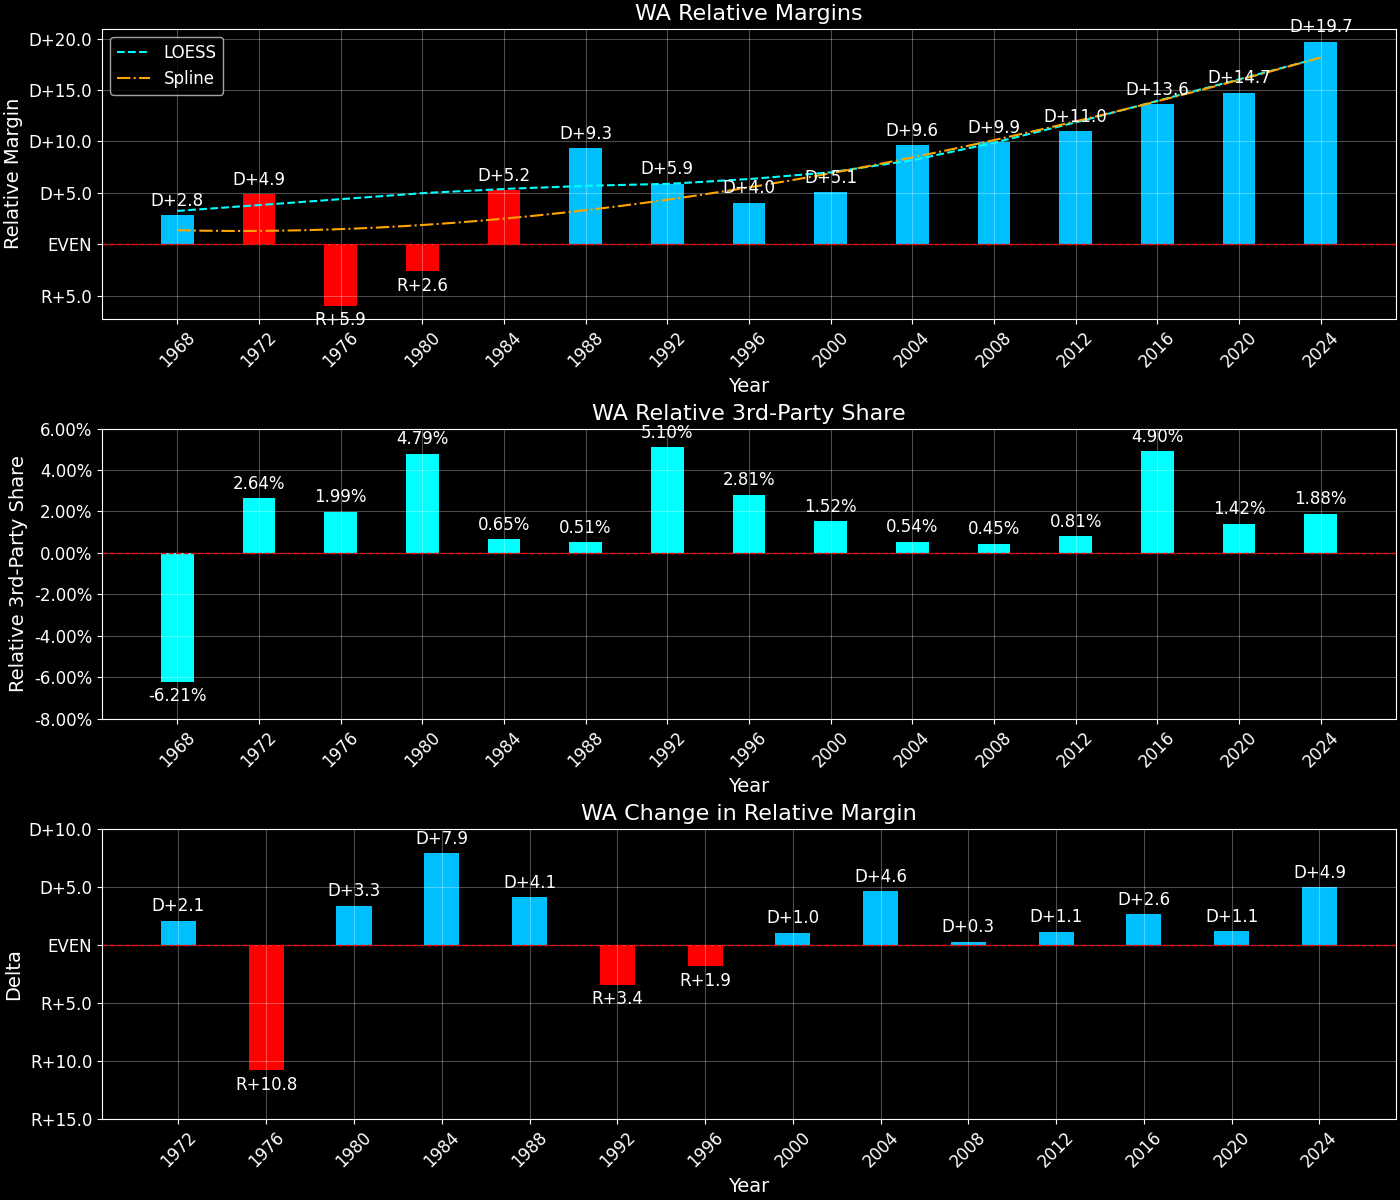 WA Relative Margins
Relative Margin
D+20.0
D+15.0
D+10.0
D+5.0
EVEN
R+5.0
LOESS
Spline
D+2.8
D+4.9
R+5.9
R+2.6
D+5.2
D+9.3
D+5.9
D+4.0
D+5.1
D+9.6
D+9.9
D+11.0
D+13.6
D+14.7
D+19.7
1968
1972
1976
1980
1984
1988
1992
1996
2000
2004
2008
2012
2016
2020
2024
Year
WA Relative 3rd-Party Share
Relative 3rd-Party Share
6.00%
4.00%
2.00%
0.00%
-2.00%
-4.00%
-6.00%
-8.00%
-6.21%
2.64%
1.99%
4.79%
0.65%
0.51%
5.10%
2.81%
1.52%
0.54%
0.45%
0.81%
4.90%
1.42%
1.88%
1968
1972
1976
1980
1984
1988
1992
1996
2000
2004
2008
2012
2016
2020
2024
Year
WA Change in Relative Margin
Delta
D+10.0
D+5.0
EVEN
R+5.0
R+10.0
R+15.0
D+2.1
R+10.8
D+3.3
D+7.9
D+4.1
R+3.4
R+1.9
D+1.0
D+4.6
D+0.3
D+1.1
D+2.6
D+1.1
D+4.9
1972
1976
1980
1984
1988
1992
1996
2000
2004
2008
2012
2016
2020
2024
Year